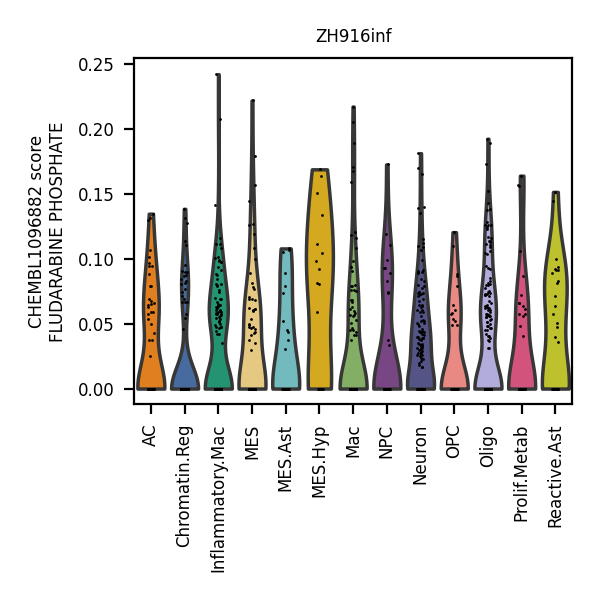 ZH916inf
CHEMBL1096882 score
FLUDARABINE PHOSPHATE
0.25
0.20
0.15
0.10
0.05
0.00
AC
Chromatin.Reg
Inflammatory.Mac
MES
MES.Ast
MES.Hyp
Mac
NPC
Neuron
OPC
Oligo
Prolif.Metab
Reactive.Ast